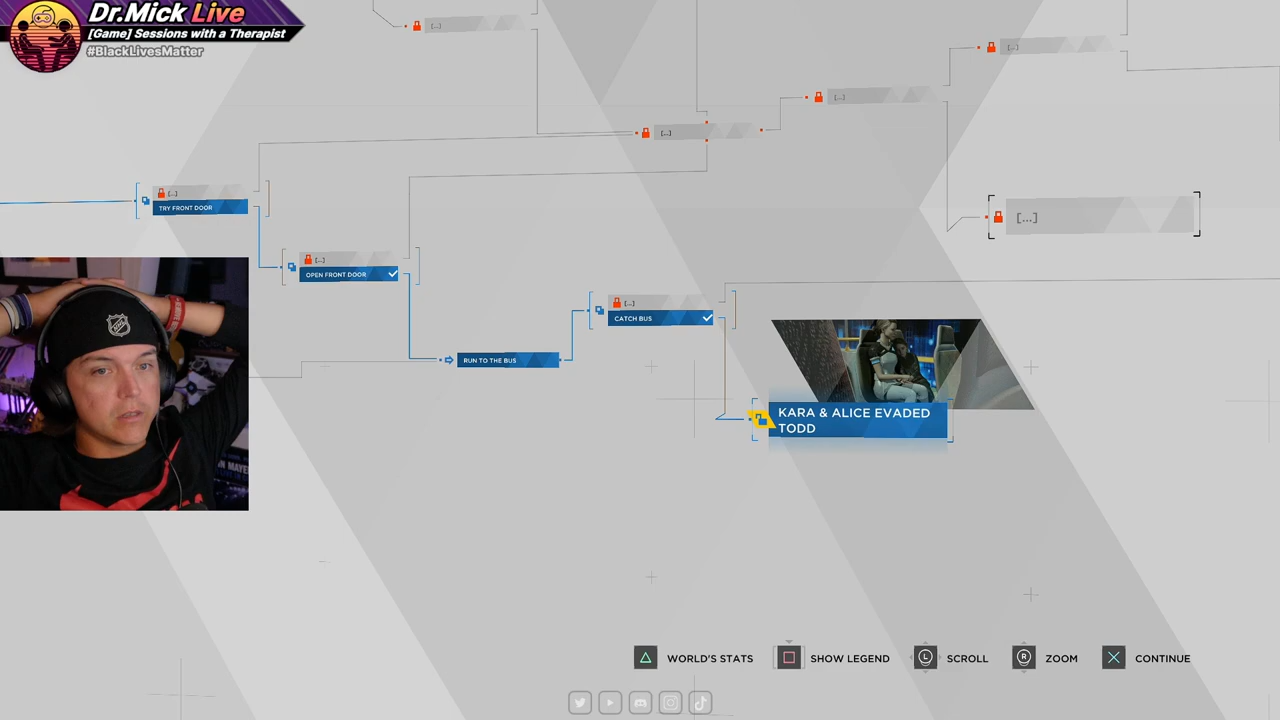 Dr.Mick Live
[Game] Sessions with a Therapist
#BlackLivesMatter
[...]
[...]
[...]
[...]
[...]
TRY FRONT DOOR
[...]
[...]
OPEN FRONT DOOR
[...]
CATCH BUS
RUN TO THE BUS
KARA & ALICE EVADED
TODD
WORLD'S STATS
SHOW LEGEND
L
SCROLL
R
ZOOM
CONTINUE